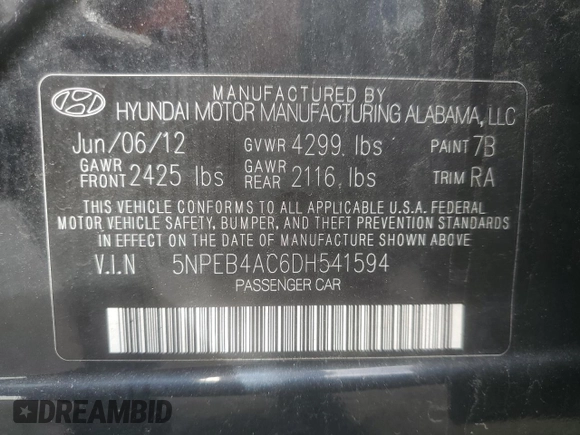 MANUFACTURED BY
HYUNDAI MOTOR MANUFACTURING ALABAMA, LLC
Jun/06/12 GVWR 4299. lbs PAINT 7B
GAWR FRONT 2425 lbs GAWR REAR 2116. lbs TRIM RA
THIS VEHICLE CONFORMS TO ALL APPLICABLE U.S.A. FEDERAL
MOTOR VEHICLE SAFETY, BUMPER, AND THEFT PREVENTION STANDARDS
IN EFFECT ON THE DATE OF MANUFACTURE SHOWN ABOVE.
V.I.N 5NPEB4AC6DH541594
PASSENGER CAR
DREAMBID